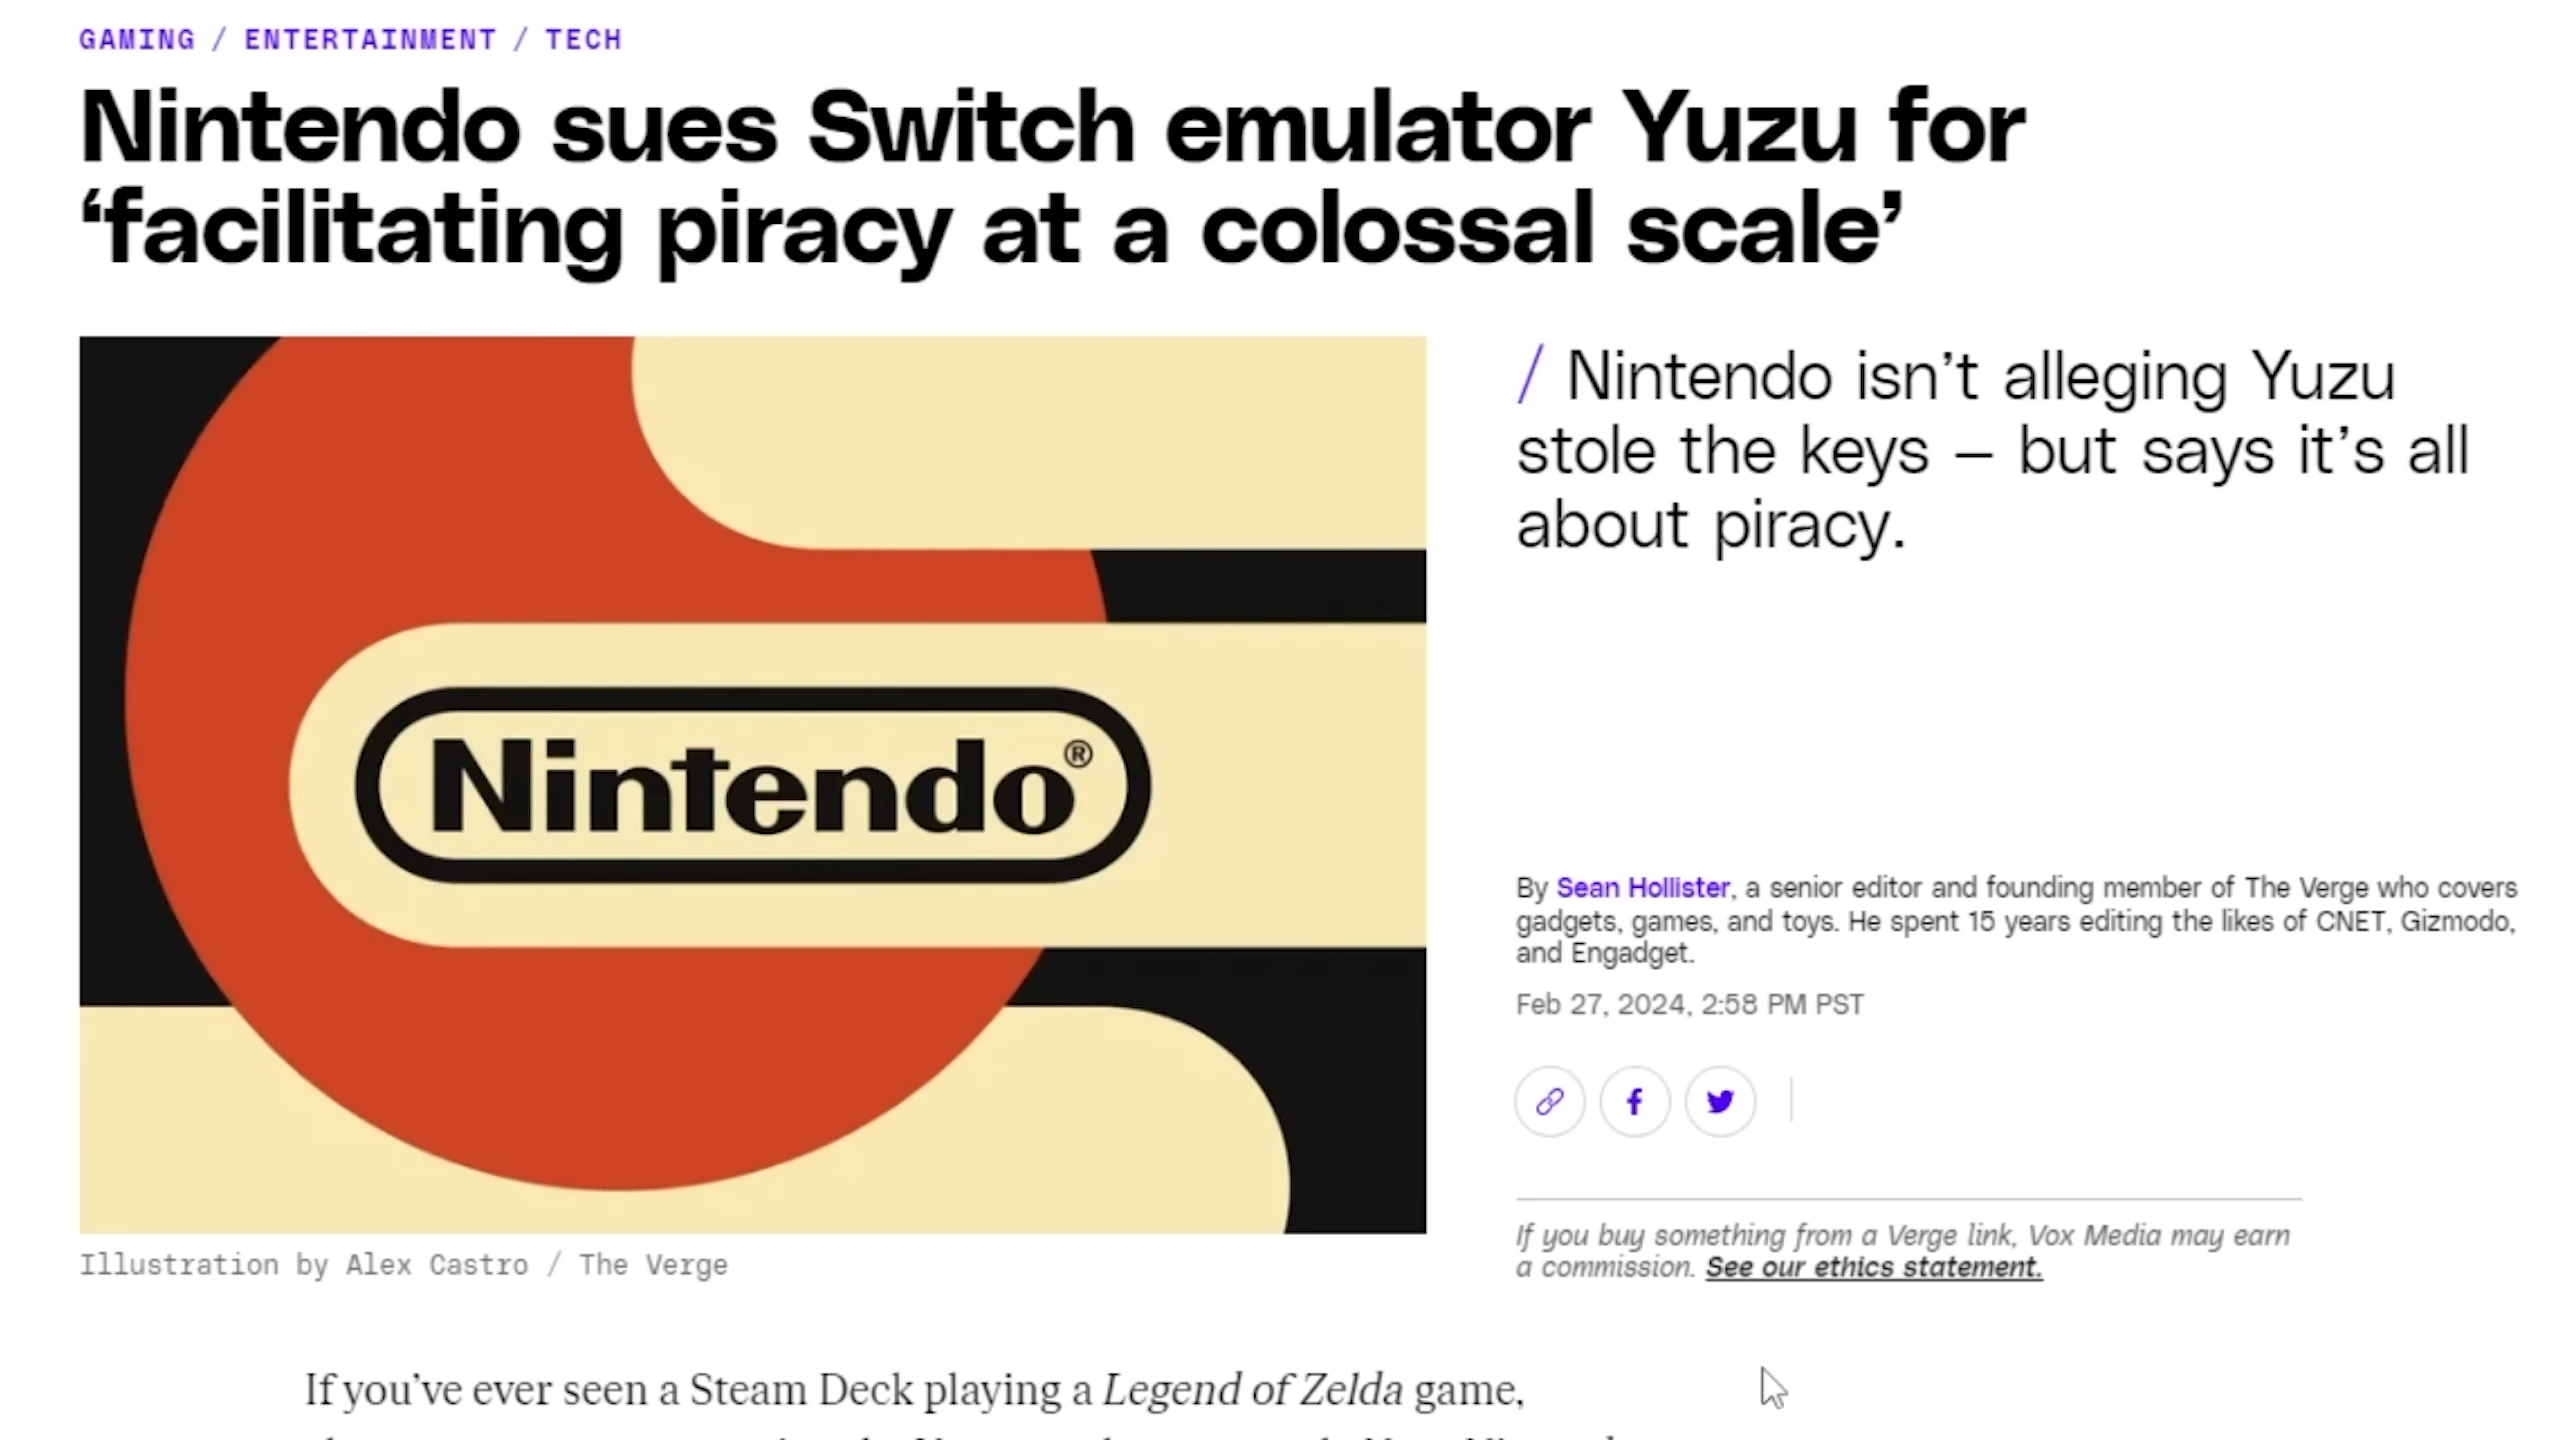 GAMING / ENTERTAINMENT / TECH
Nintendo sues Switch emulator Yuzu for
‘facilitating piracy at a colossal scale’
Nintendo®
Illustration by Alex Castro / The Verge
/ Nintendo isn’t alleging Yuzu
stole the keys — but says it’s all
about piracy.
By Sean Hollister, a senior editor and founding member of The Verge who covers
gadgets, games, and toys. He spent 15 years editing the likes of CNET, Gizmodo,
and Engadget.
Feb 27, 2024, 2:58 PM PST
If you buy something from a Verge link, Vox Media may earn
a commission. See our ethics statement.
If you’ve ever seen a Steam Deck playing a Legend of Zelda game,